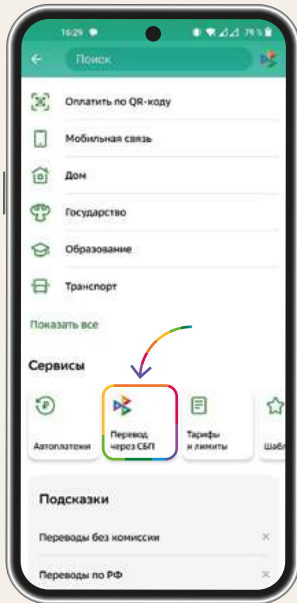 16:29
79 %
Поиск
Оплатить по QR-коду
Мобильная связь
Дом
Государство
Образование
Транспорт
Показать все
Сервисы
Автоплатежи
Перевод
через СБП
Тарифы
и лимиты
Шабл
Подсказки
Переводы без комиссии
Переводы по РФ